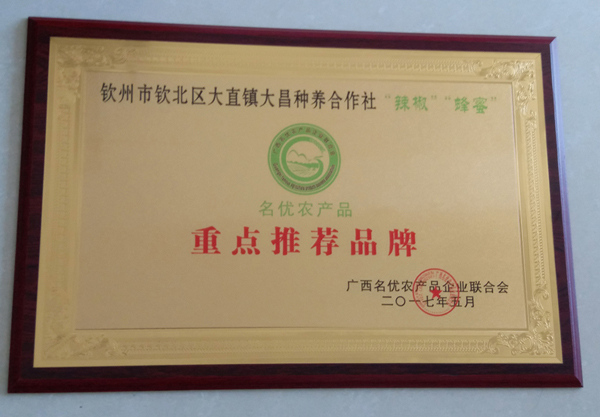 钦州市钦北区大直镇大昌种养合作社“辣椒”“蜂蜜”
名优农产品
重点推荐品牌
广西名优农产品企业联合会
二〇一七年五月